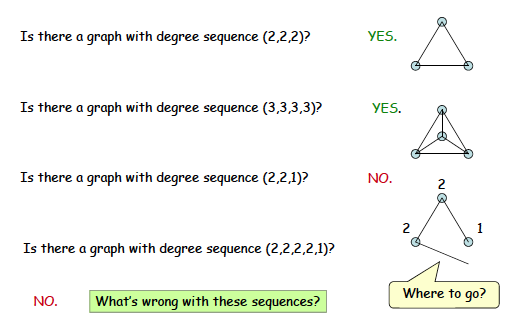 Is there a graph with degree sequence (2,2,2)? YES.
Is there a graph with degree sequence (3,3,3,3)? YES.
Is there a graph with degree sequence (2,2,1)? NO.
2
2 1
Is there a graph with degree sequence (2,2,2,2,1)?
Where to go?
NO. What's wrong with these sequences?